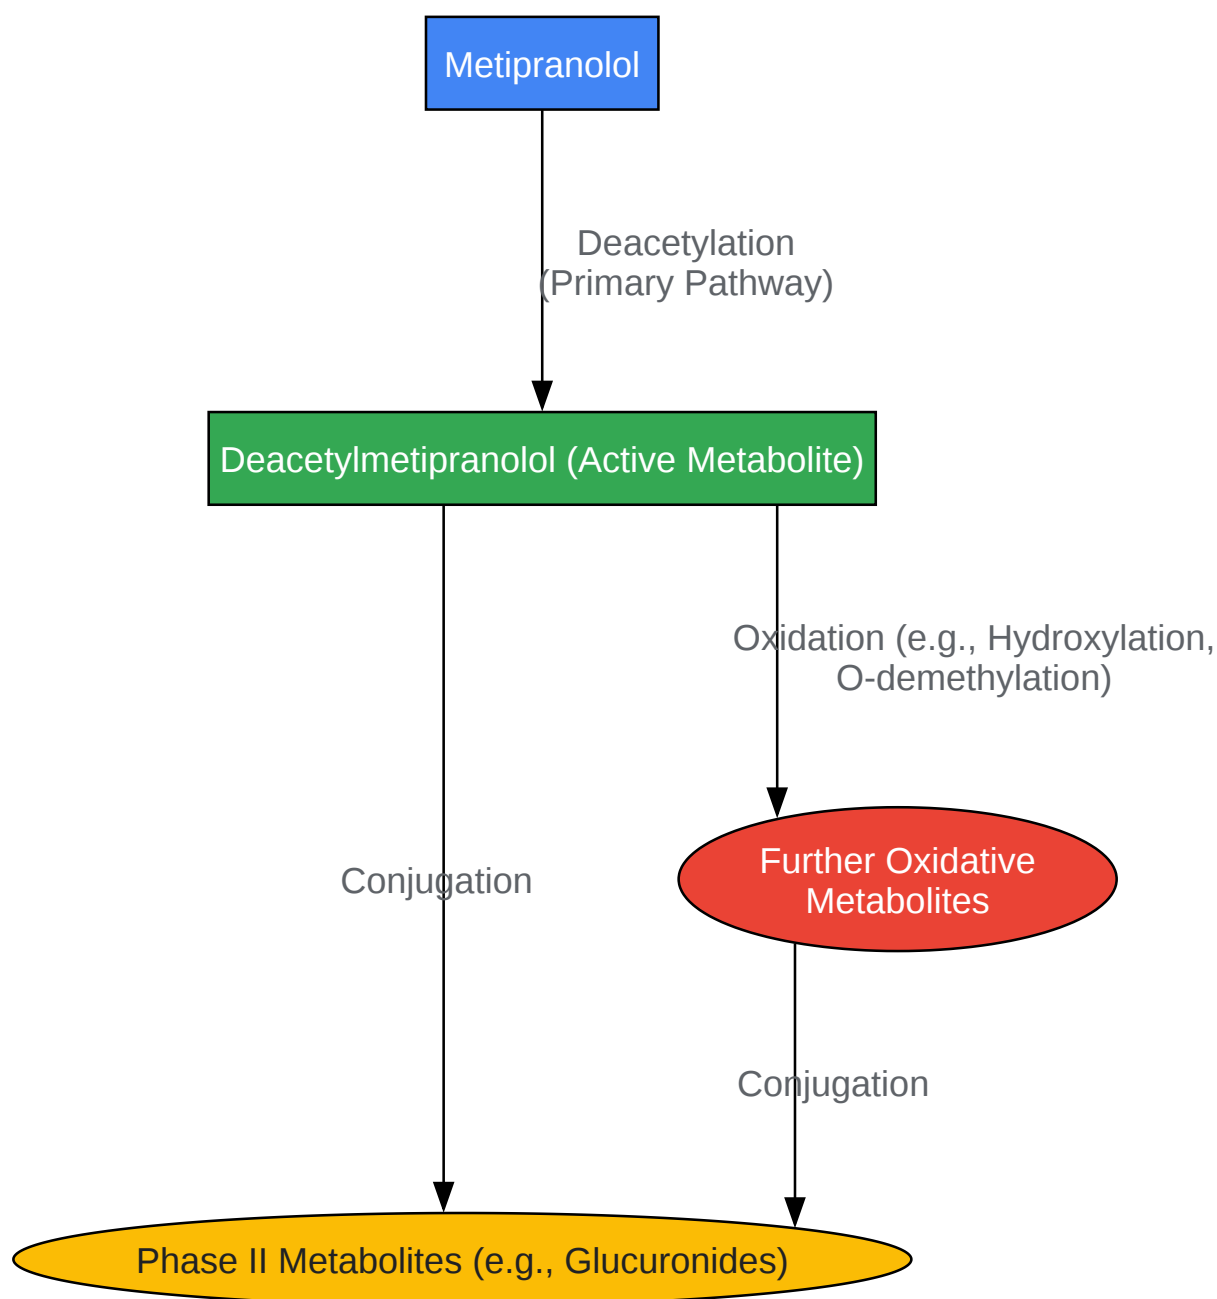 Metipranolol
Deacetylation
(Primary Pathway)
Deacetylmetipranolol (Active Metabolite)
Oxidation (e.g., Hydroxylation,
O-demethylation)
Further Oxidative
Metabolites
Conjugation
Conjugation
Phase II Metabolites (e.g., Glucuronides)